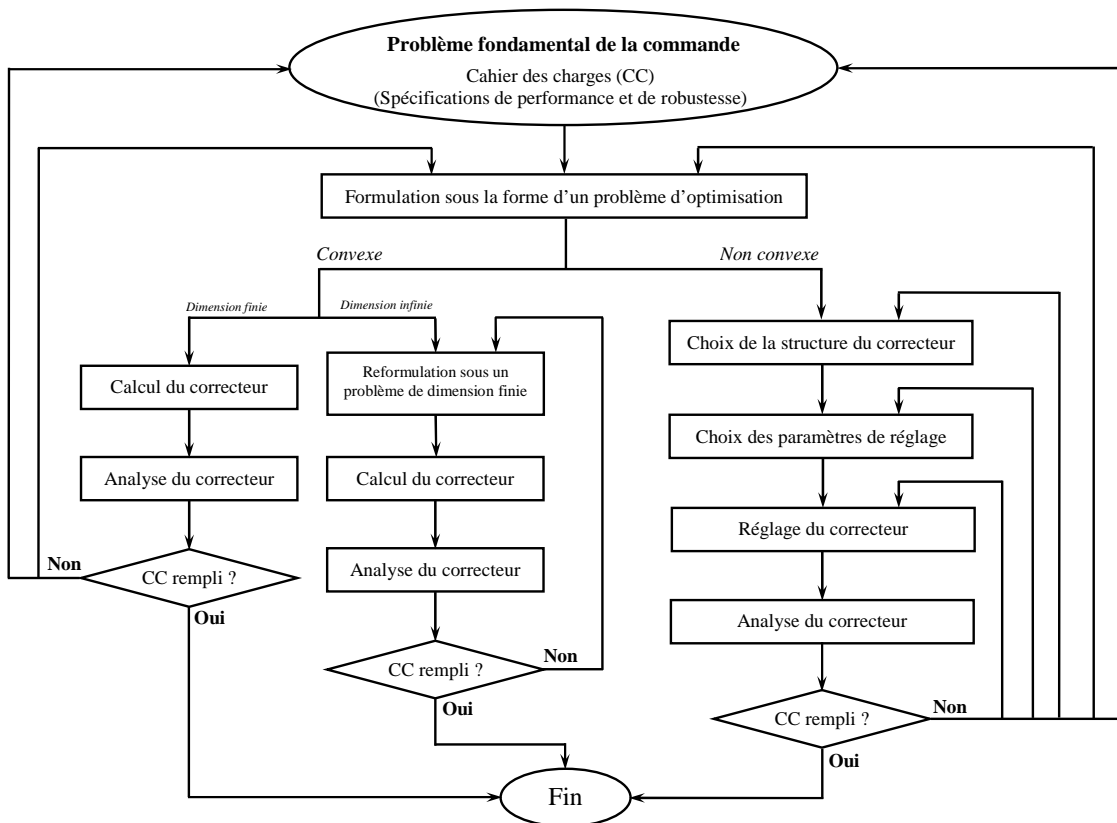 Problème fondamental de la commande
Cahier des charges (CC)
(Spécifications de performance et de robustesse)
Formulation sous la forme d’un problème d’optimisation
Convexe
Non convexe
Dimension finie
Dimension infinie
Calcul du correcteur
Analyse du correcteur
CC rempli ?
Non
Oui
Reformulation sous un
problème de dimension finie
Calcul du correcteur
Analyse du correcteur
CC rempli ?
Non
Oui
Choix de la structure du correcteur
Choix des paramètres de réglage
Réglage du correcteur
Analyse du correcteur
CC rempli ?
Non
Oui
Fin